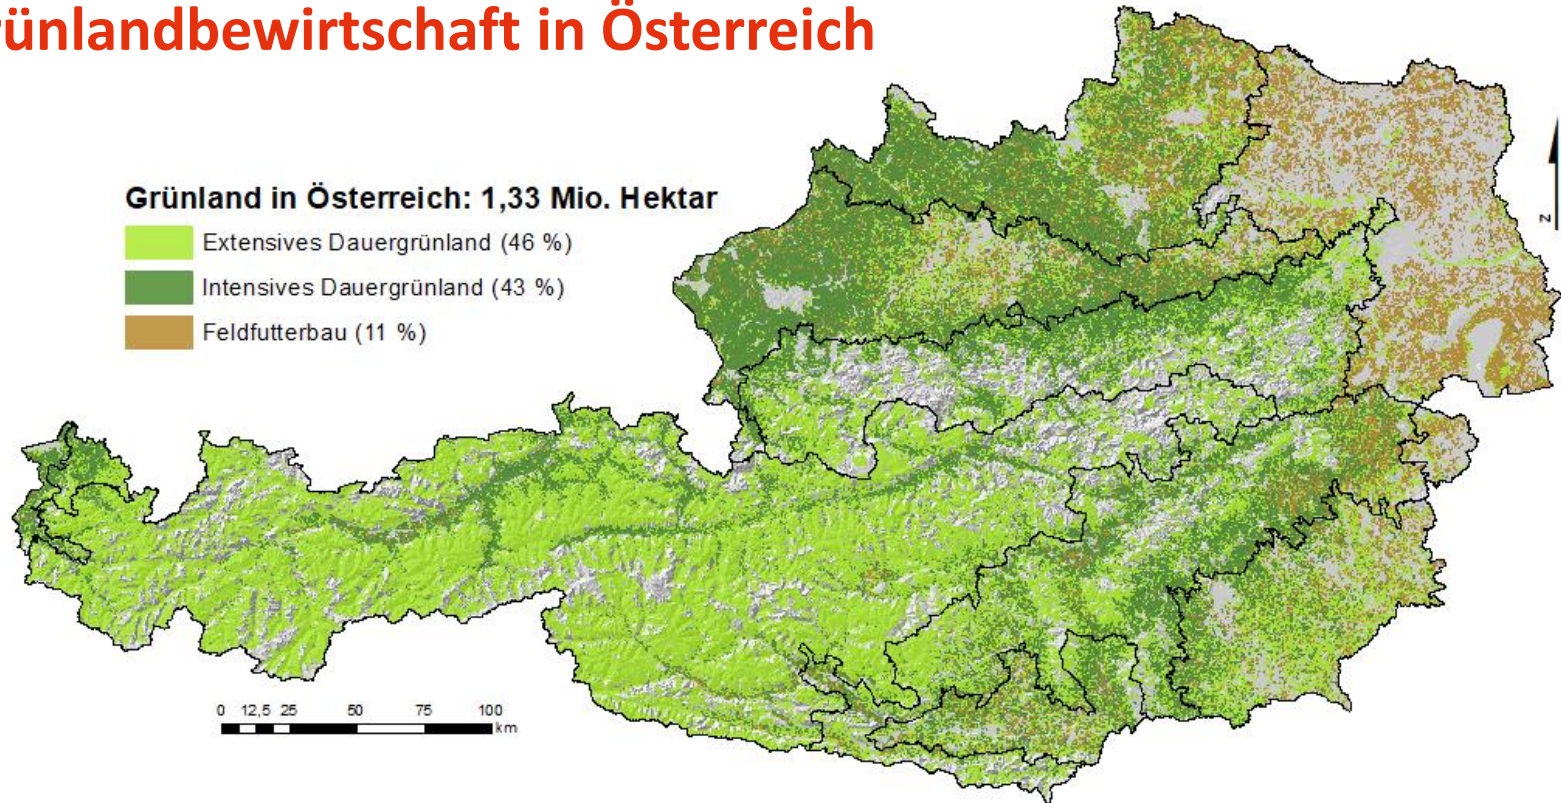 rünlandbewirtschaft in Österreich
Grünland in Österreich: 1,33 Mio. Hektar
Extensives Dauergrünland (46 %)
Intensives Dauergrünland (43 %)
Feldfutterbau (11 %)
N
0 12,5 25 50 75 100
km